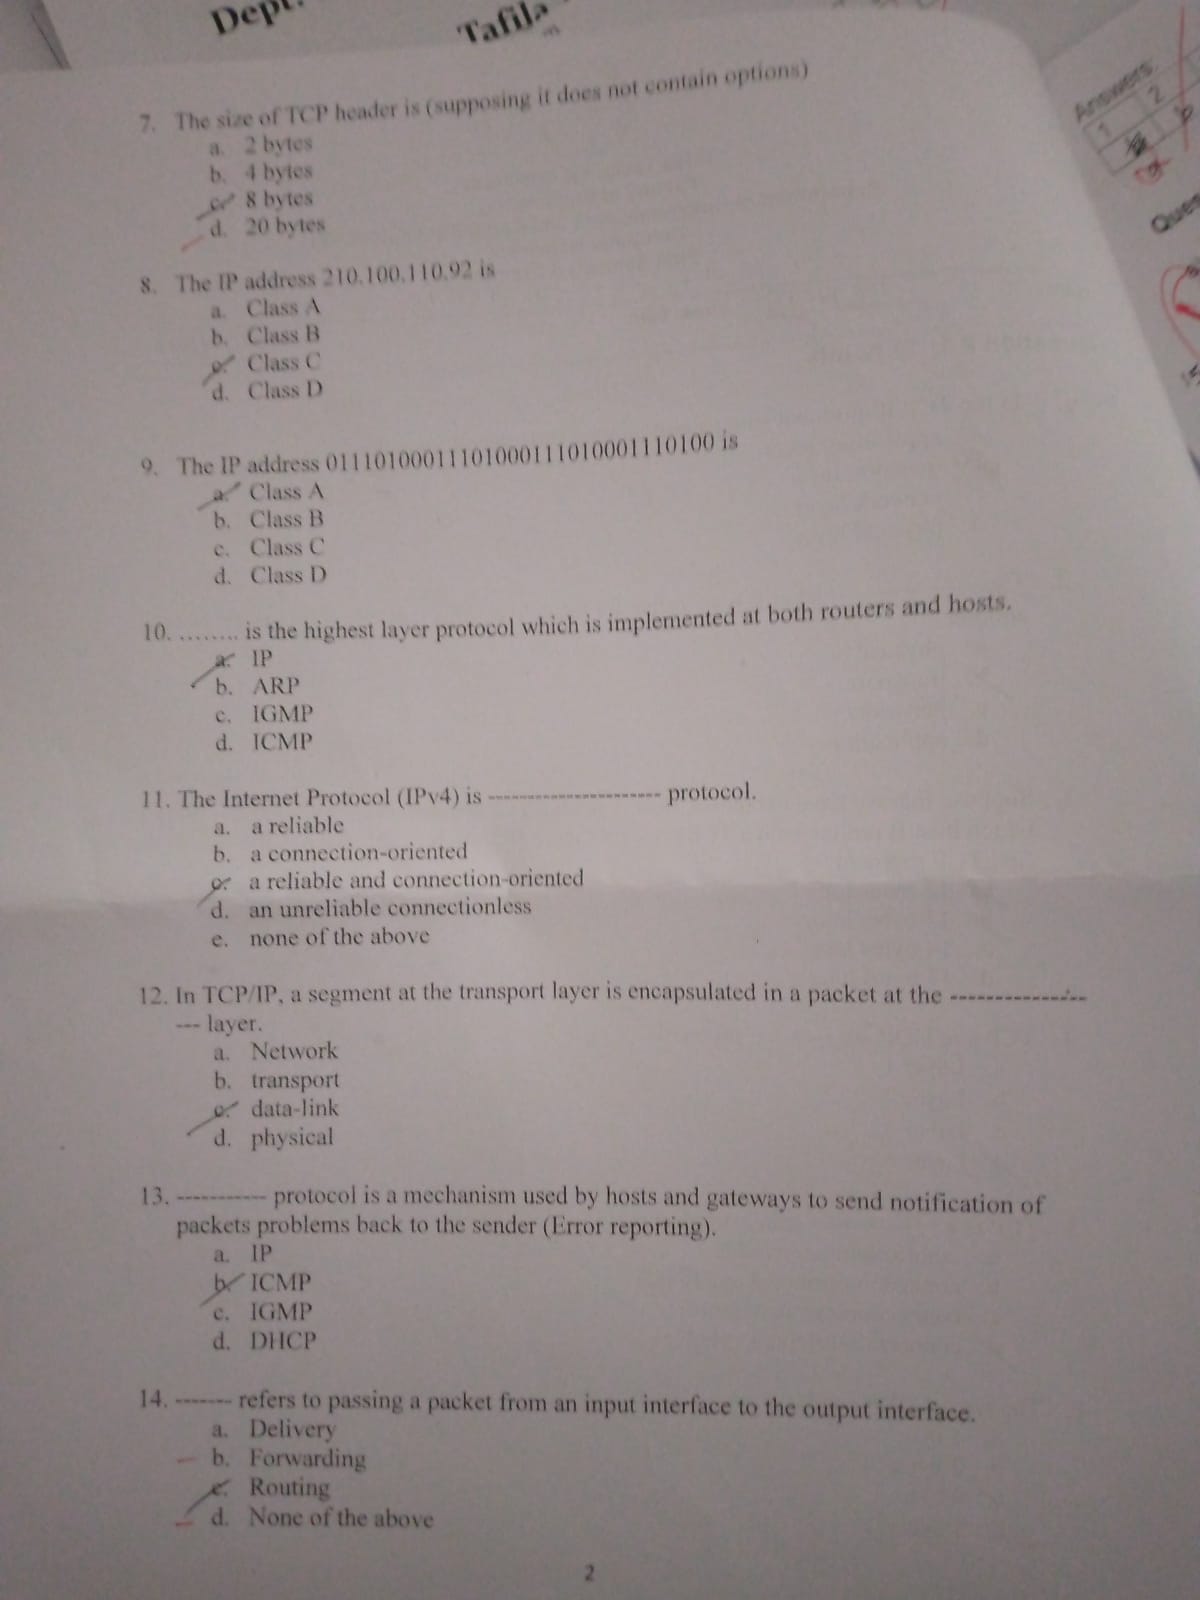 Dept.
Tafila
Answers
1 2
Ques
7. The size of TCP header is (supposing it does not contain options)
a. 2 bytes
b. 4 bytes
c. 8 bytes
d. 20 bytes
8. The IP address 210.100.110.92 is
a. Class A
b. Class B
c. Class C
d. Class D
9. The IP address 01110100011101000111010001110100 is
a. Class A
b. Class B
c. Class C
d. Class D
10. ........ is the highest layer protocol which is implemented at both routers and hosts.
a. IP
b. ARP
c. IGMP
d. ICMP
11. The Internet Protocol (IPv4) is ---------------------- protocol.
a. a reliable
b. a connection-oriented
c. a reliable and connection-oriented
d. an unreliable connectionless
e. none of the above
12. In TCP/IP, a segment at the transport layer is encapsulated in a packet at the -----------------
--- layer.
a. Network
b. transport
c. data-link
d. physical
13. ----------- protocol is a mechanism used by hosts and gateways to send notification of
packets problems back to the sender (Error reporting).
a. IP
b. ICMP
c. IGMP
d. DHCP
14. ------- refers to passing a packet from an input interface to the output interface.
a. Delivery
b. Forwarding
c. Routing
d. None of the above
2